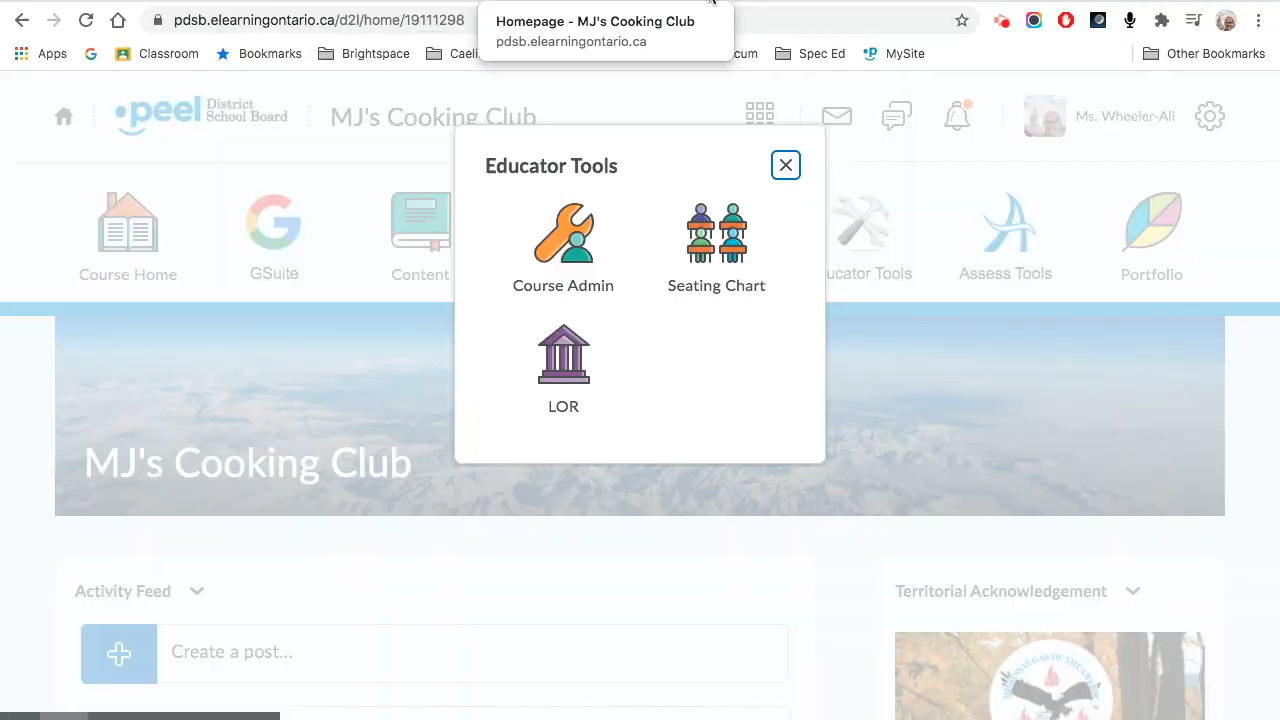 pdsb.elearningontario.ca/d2l/home/19111298
Homepage - MJ's Cooking Club
pdsb.elearningontario.ca
Apps
Classroom
Bookmarks
Brightspace
Caeli
cum
Spec Ed
MySite
Other Bookmarks
peel District
School Board
MJ's Cooking Club
Ms. Wheeler-Ali
Educator Tools
Course Home
GSuite
Content
Course Admin
Seating Chart
ucator Tools
Assess Tools
Portfolio
LOR
MJ's Cooking Club
Activity Feed
Territorial Acknowledgement
Create a post...